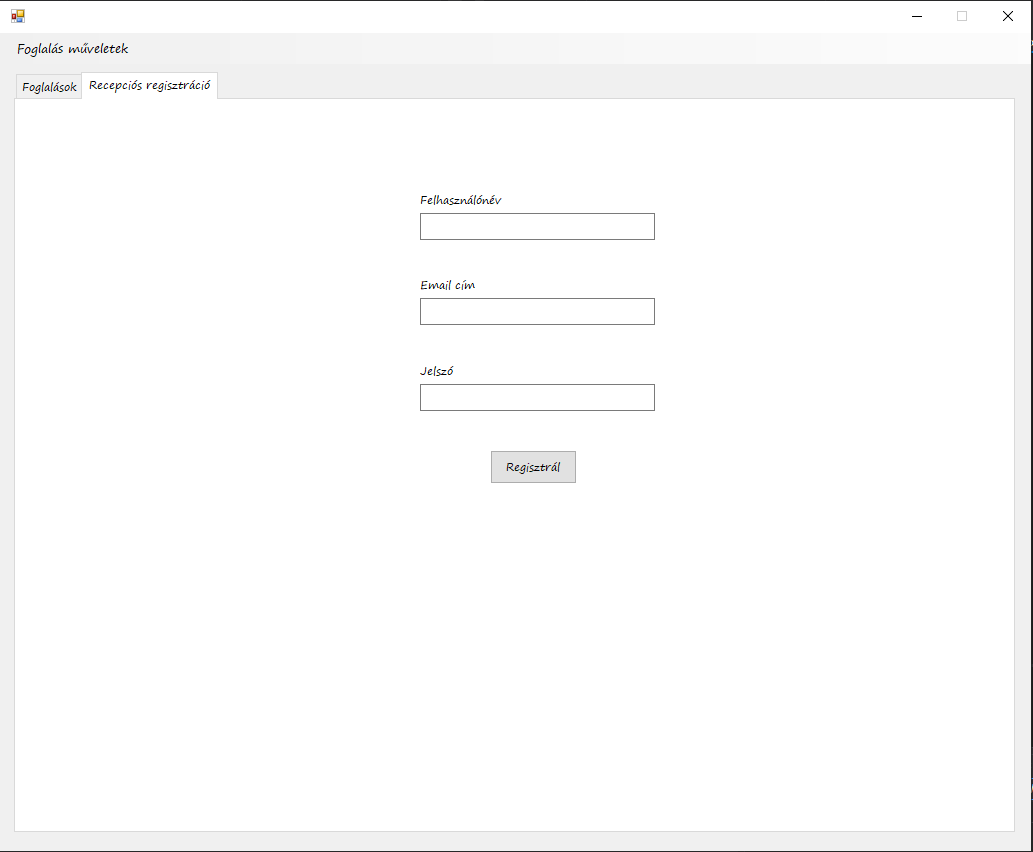 Foglalás műveletek
Foglalások
Recepciós regisztráció
Felhasználónév
Email cím
Jelszó
Regisztrál